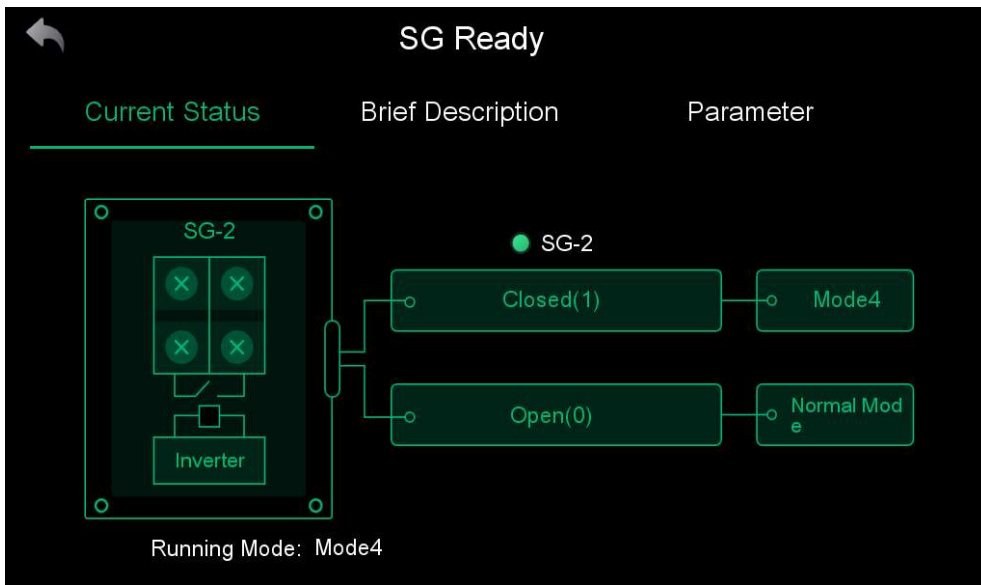 SG Ready
Current Status
Brief Description
Parameter
SG-2
SG-2
Closed(1)
Mode4
Open(0)
Normal Mod
e
Inverter
Running Mode: Mode4